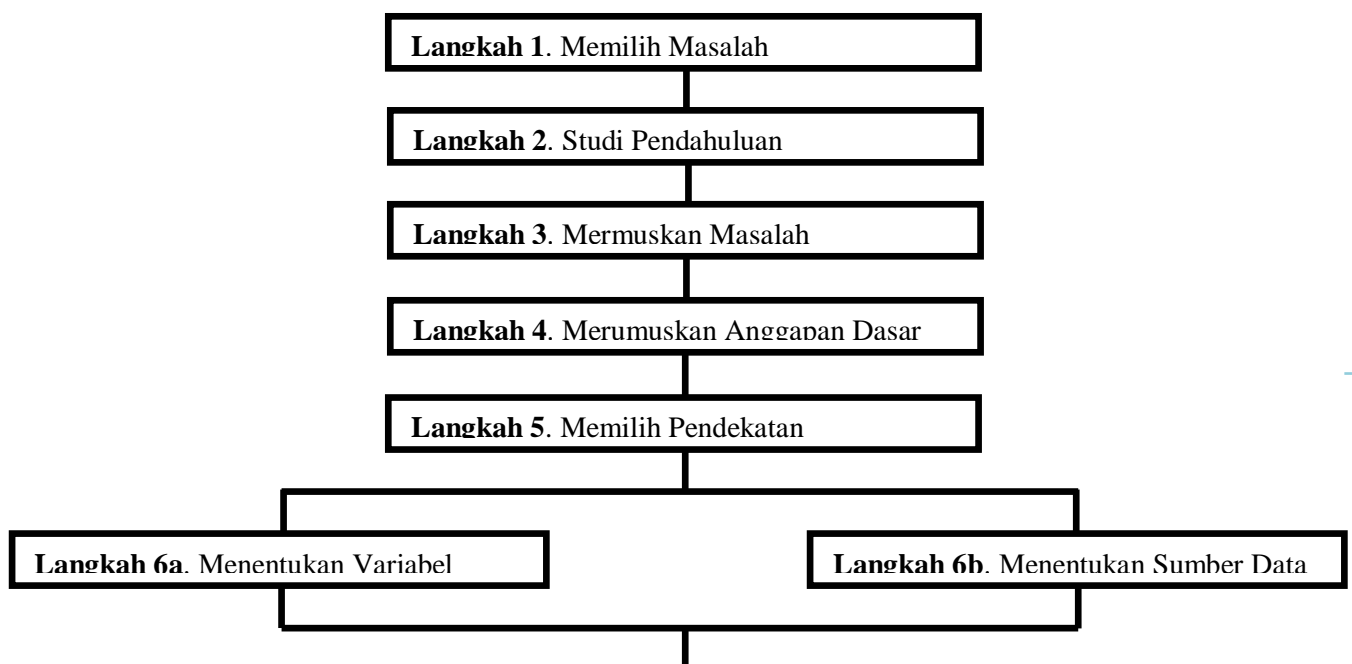 Langkah 1. Memilih Masalah
Langkah 2. Studi Pendahuluan
Langkah 3. Mermuskan Masalah
Langkah 4. Merumuskan Anggapan Dasar
Langkah 5. Memilih Pendekatan
Langkah 6a. Menentukan Variabel
Langkah 6b. Menentukan Sumber Data